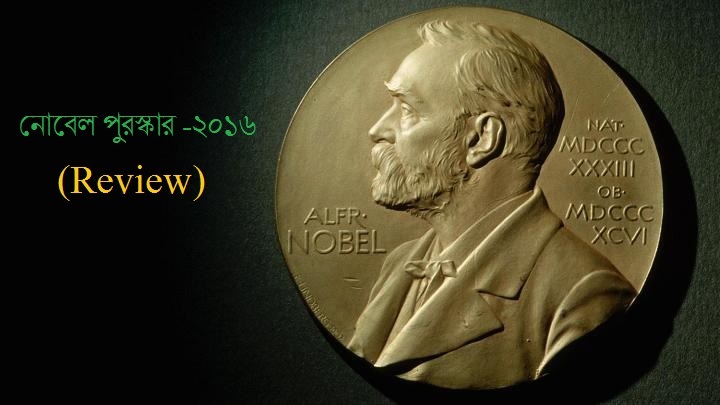 নোবেল পুরস্কার -২০১৬
(Review)
ALFR·
NOBEL
NAT·
MDCCC
XXXIII
OB·
MDCCC
XCVI